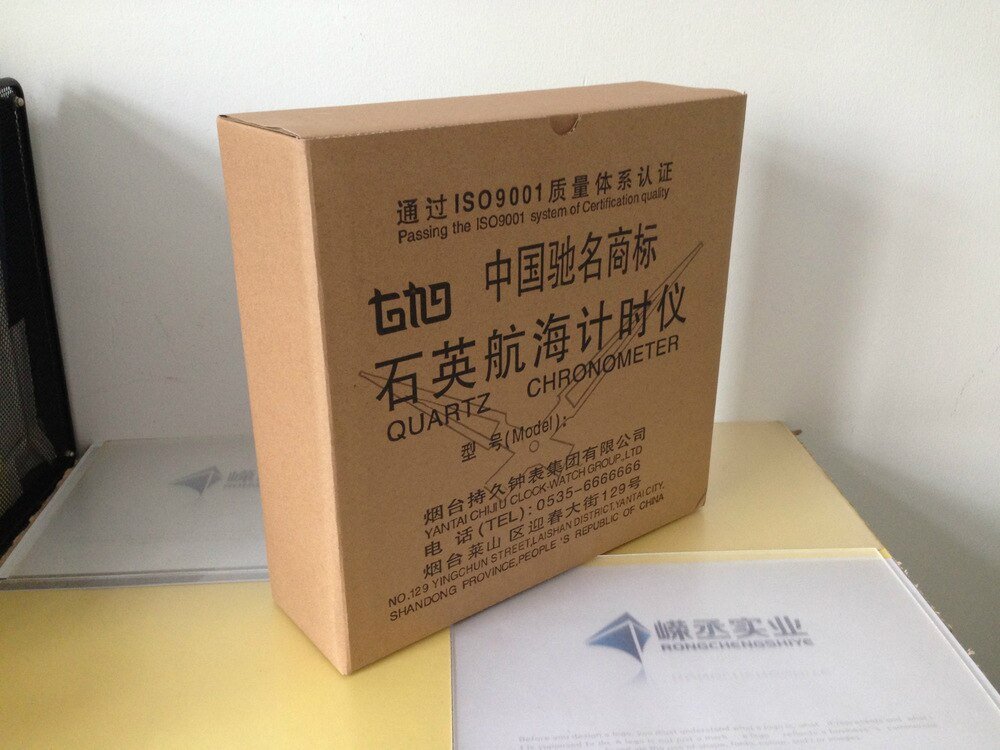 通过ISO9001质量体系认证
Passing the ISO9001 system of Certification quality
中国驰名商标
石英航海计时仪
QUARTZ CHRONOMETER
型 号(Model):
烟台持久钟表集团有限公司
YANTAI CHIJIU CLOCK-WATCH GROUP.,LTD
电 话(TEL):0535-6666666
烟台莱山区迎春大街129号
NO.129 YINGCHUN STREET,LAISHAN DISTRICT,YANTAI CITY,
SHANDONG PROVINCE,PEOPLE'S REPUBLIC OF CHINA
嵘丞实业
嵘丞实业
RONGCHENGSHIYE